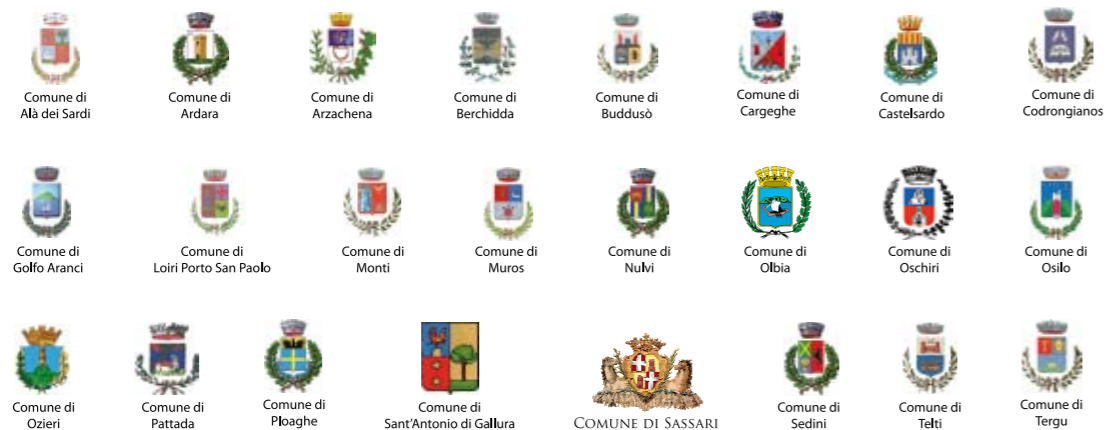 Comune di
Alà dei Sardi
Comune di
Ardara
Comune di
Arzachena
Comune di
Berchidda
Comune di
Buddusò
Comune di
Cargeghe
Comune di
Castelsardo
Comune di
Codrongianos
Comune di
Golfo Aranci
Comune di
Loiri Porto San Paolo
Comune di
Monti
Comune di
Muros
Comune di
Nulvi
Comune di
Olbia
Comune di
Oschiri
Comune di
Osilo
Comune di
Ozieri
Comune di
Pattada
Comune di
Ploaghe
Comune di
Sant'Antonio di Gallura
COMUNE DI SASSARI
Comune di
Sedini
Comune di
Telti
Comune di
Tergu